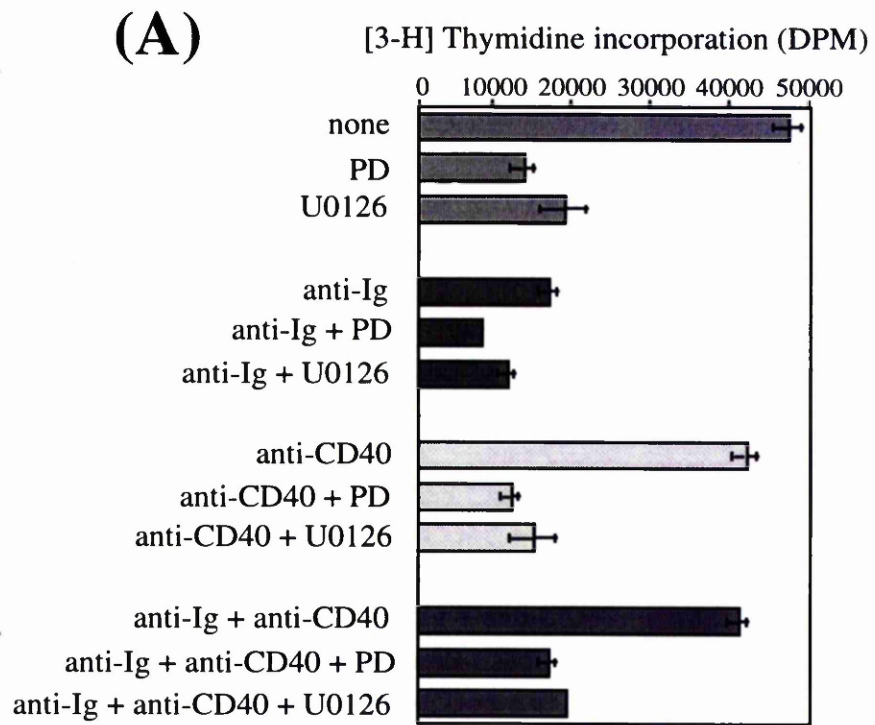 (A)
[3-H] Thymidine incorporation (DPM)
0 10000 20000 30000 40000 50000
none
PD
U0126
anti-Ig
anti-Ig + PD
anti-Ig + U0126
anti-CD40
anti-CD40 + PD
anti-CD40 + U0126
anti-Ig + anti-CD40
anti-Ig + anti-CD40 + PD
anti-Ig + anti-CD40 + U0126